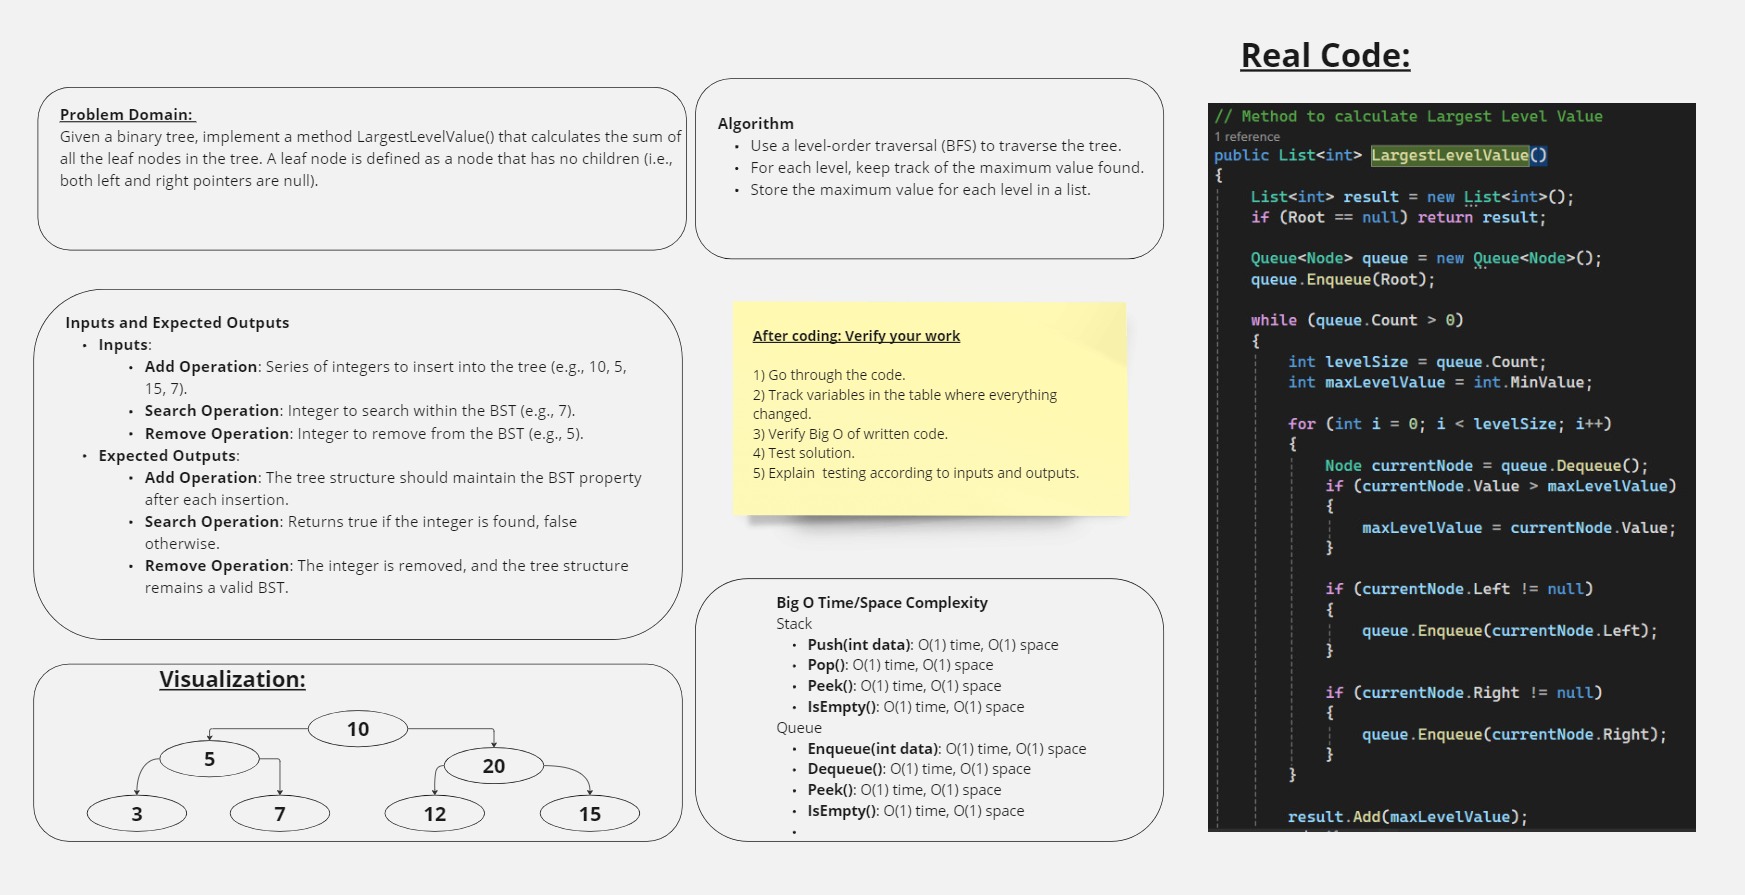 Real Code:
Problem Domain:
Given a binary tree, implement a method LargestLevelValue() that calculates the sum of
all the leaf nodes in the tree. A leaf node is defined as a node that has no children (i.e.,
both left and right pointers are null).
Algorithm
• Use a level-order traversal (BFS) to traverse the tree.
• For each level, keep track of the maximum value found.
• Store the maximum value for each level in a list.
Inputs and Expected Outputs
• Inputs:
• Add Operation: Series of integers to insert into the tree (e.g., 10, 5,
15, 7).
• Search Operation: Integer to search within the BST (e.g., 7).
• Remove Operation: Integer to remove from the BST (e.g., 5).
• Expected Outputs:
• Add Operation: The tree structure should maintain the BST property
after each insertion.
• Search Operation: Returns true if the integer is found, false
otherwise.
• Remove Operation: The integer is removed, and the tree structure
remains a valid BST.
After coding: Verify your work
1) Go through the code.
2) Track variables in the table where everything
changed.
3) Verify Big O of written code.
4) Test solution.
5) Explain  testing according to inputs and outputs.
Visualization:
10
5
20
3
7
12
15
Big O Time/Space Complexity
Stack
• Push(int data): O(1) time, O(1) space
• Pop(): O(1) time, O(1) space
• Peek(): O(1) time, O(1) space
• IsEmpty(): O(1) time, O(1) space
Queue
• Enqueue(int data): O(1) time, O(1) space
• Dequeue(): O(1) time, O(1) space
• Peek(): O(1) time, O(1) space
• IsEmpty(): O(1) time, O(1) space
•
// Method to calculate Largest Level Value
1 reference
public List<int> LargestLevelValue()
{
List<int> result = new List<int>();
if (Root == null) return result;
Queue<Node> queue = new Queue<Node>();
queue.Enqueue(Root);
while (queue.Count > 0)
{
int levelSize = queue.Count;
int maxLevelValue = int.MinValue;
for (int i = 0; i < levelSize; i++)
{
Node currentNode = queue.Dequeue();
if (currentNode.Value > maxLevelValue)
{
maxLevelValue = currentNode.Value;
}
if (currentNode.Left != null)
{
queue.Enqueue(currentNode.Left);
}
if (currentNode.Right != null)
{
queue.Enqueue(currentNode.Right);
}
}
result.Add(maxLevelValue);